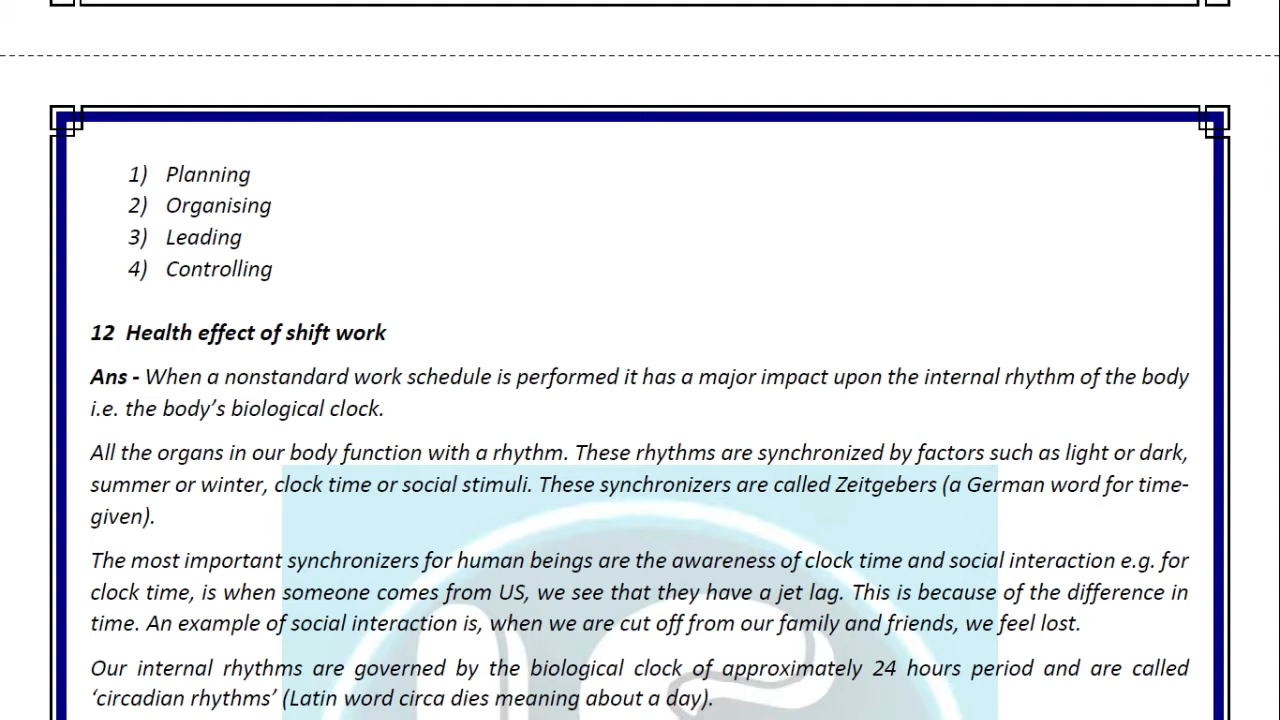 1) Planning
2) Organising
3) Leading
4) Controlling
12 Health effect of shift work
Ans - When a nonstandard work schedule is performed it has a major impact upon the internal rhythm of the body
i.e. the body’s biological clock.
All the organs in our body function with a rhythm. These rhythms are synchronized by factors such as light or dark,
summer or winter, clock time or social stimuli. These synchronizers are called Zeitgebers (a German word for time-
given).
The most important synchronizers for human beings are the awareness of clock time and social interaction e.g. for
clock time, is when someone comes from US, we see that they have a jet lag. This is because of the difference in
time. An example of social interaction is, when we are cut off from our family and friends, we feel lost.
Our internal rhythms are governed by the biological clock of approximately 24 hours period and are called
‘circadian rhythms’ (Latin word circa dies meaning about a day).